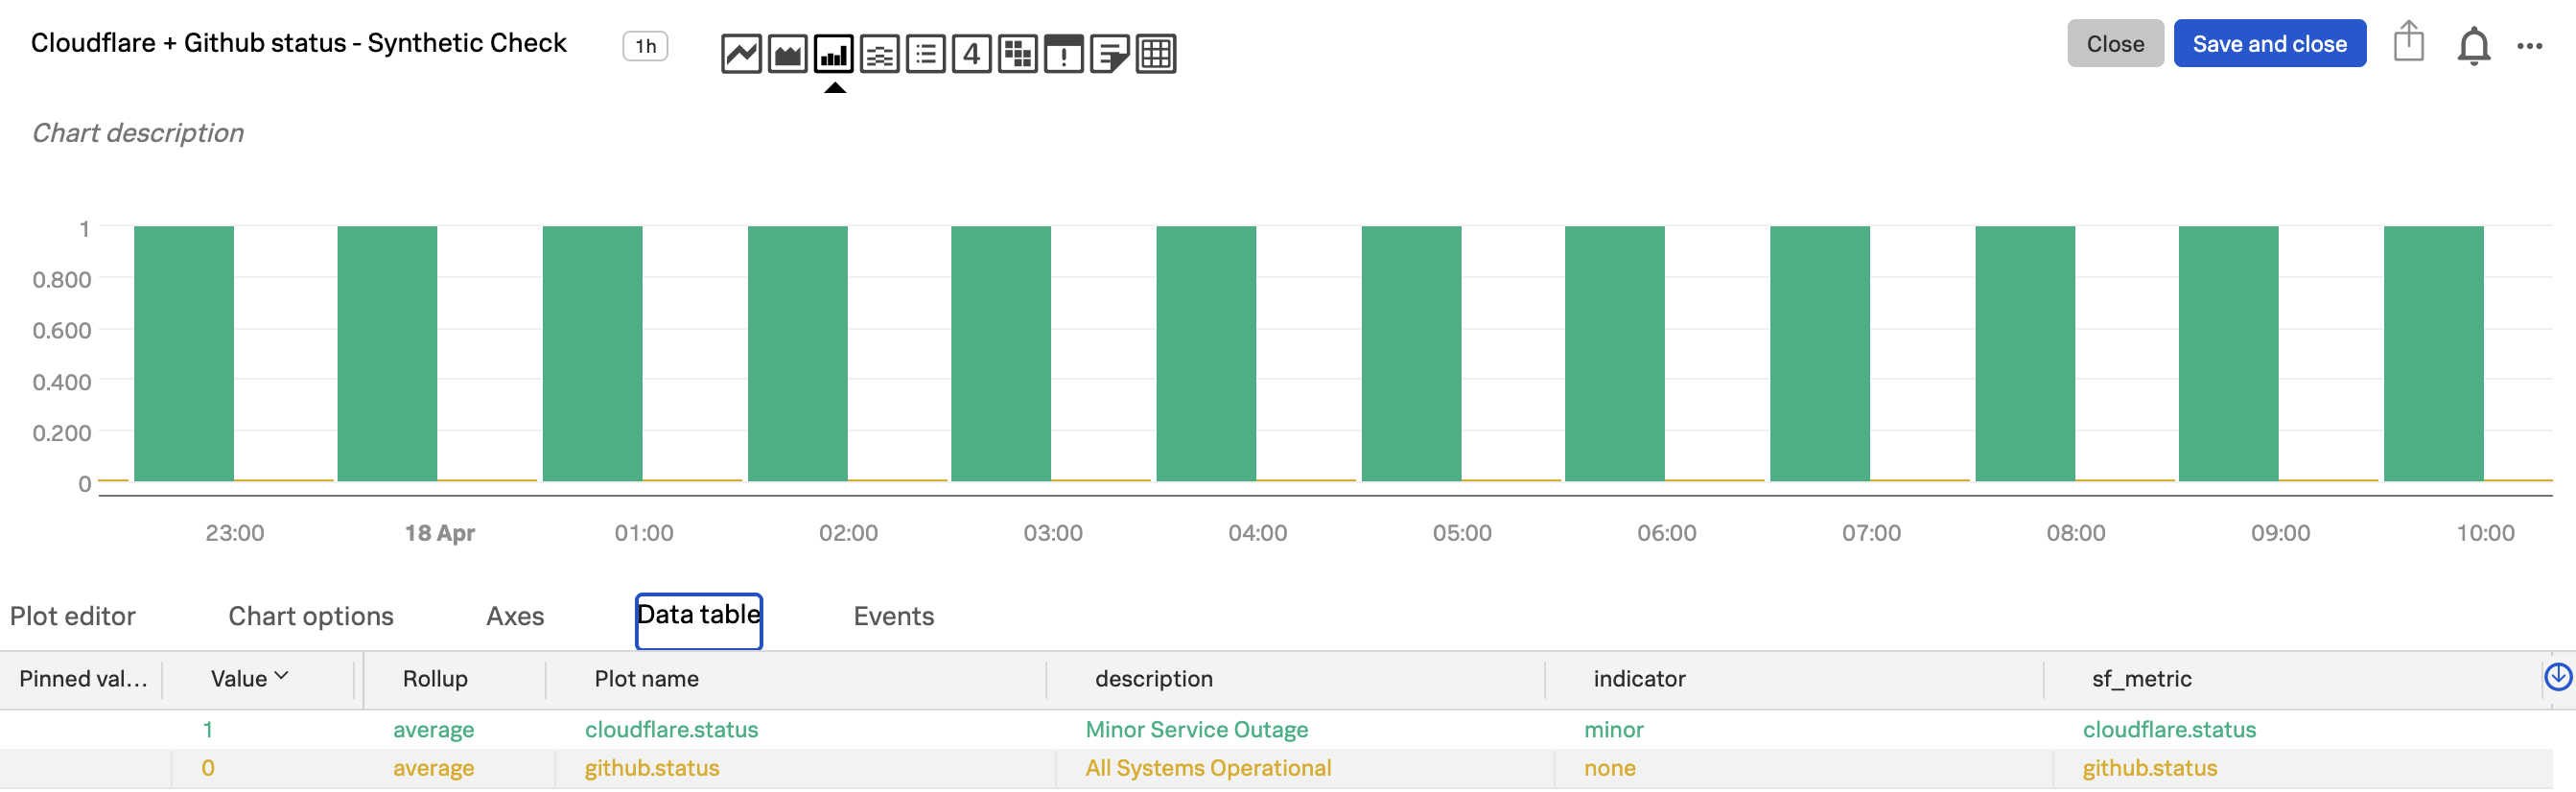 Cloudflare + Github status - Synthetic Check 1h 4 Close Save and close
Chart description
1
0.800
0.600
0.400
0.200
0
23:00 18 Apr 01:00 02:00 03:00 04:00 05:00 06:00 07:00 08:00 09:00 10:00
Plot editor Chart options Axes Data table Events
Pinned val... Value Rollup Plot name description indicator sf_metric
1 average cloudflare.status Minor Service Outage minor cloudflare.status
0 average github.status All Systems Operational none github.status